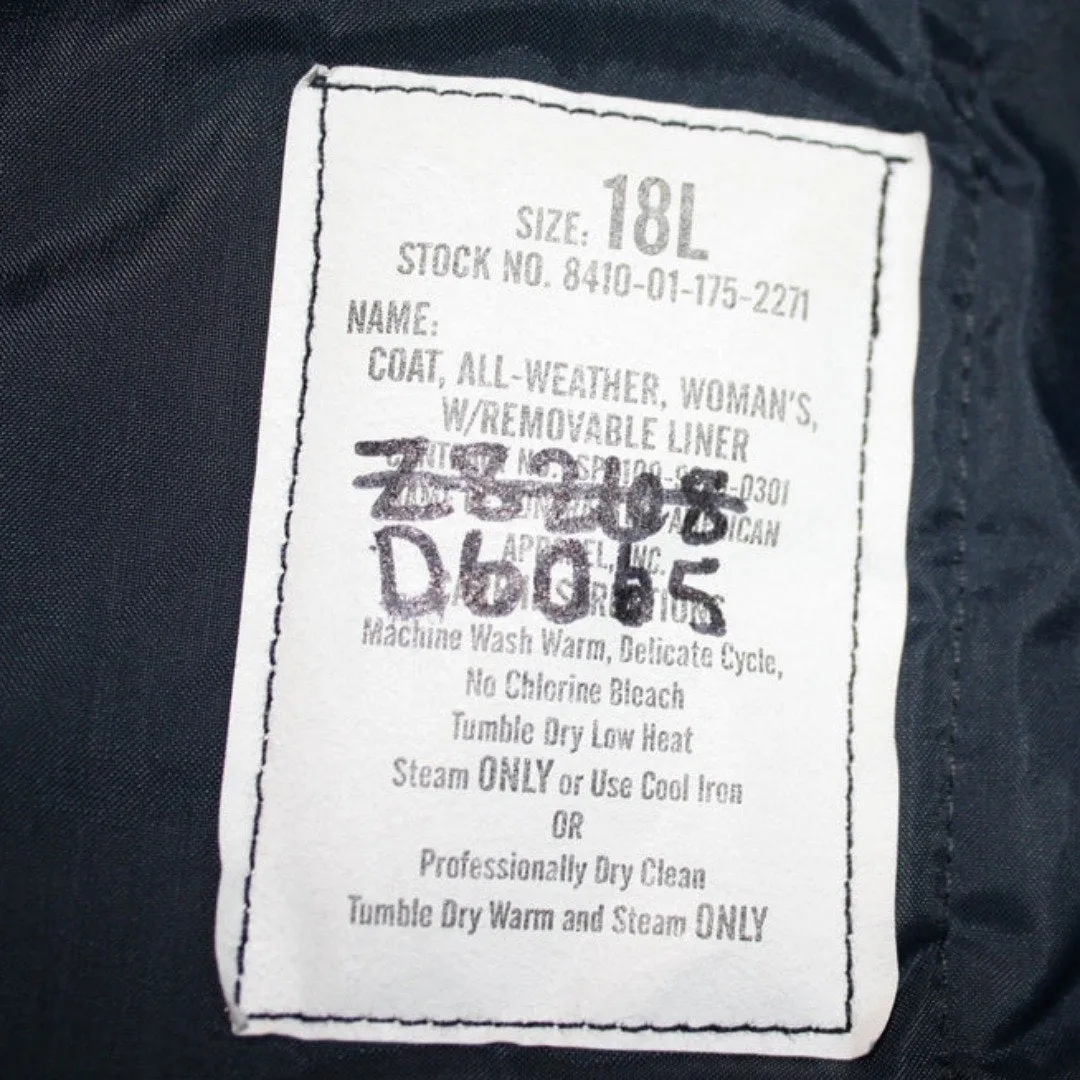 SIZE: 18L
STOCK NO. 8410-01-175-2271
NAME:
COAT, ALL-WEATHER, WOMAN'S,
W/REMOVABLE LINER
-D301
D6065
Machine Wash Warm, Delicate Cycle,
No Chlorine Bleach
Tumble Dry Low Heat
Steam ONLY or Use Cool Iron
OR
Professionally Dry Clean
Tumble Dry Warm and Steam ONLY